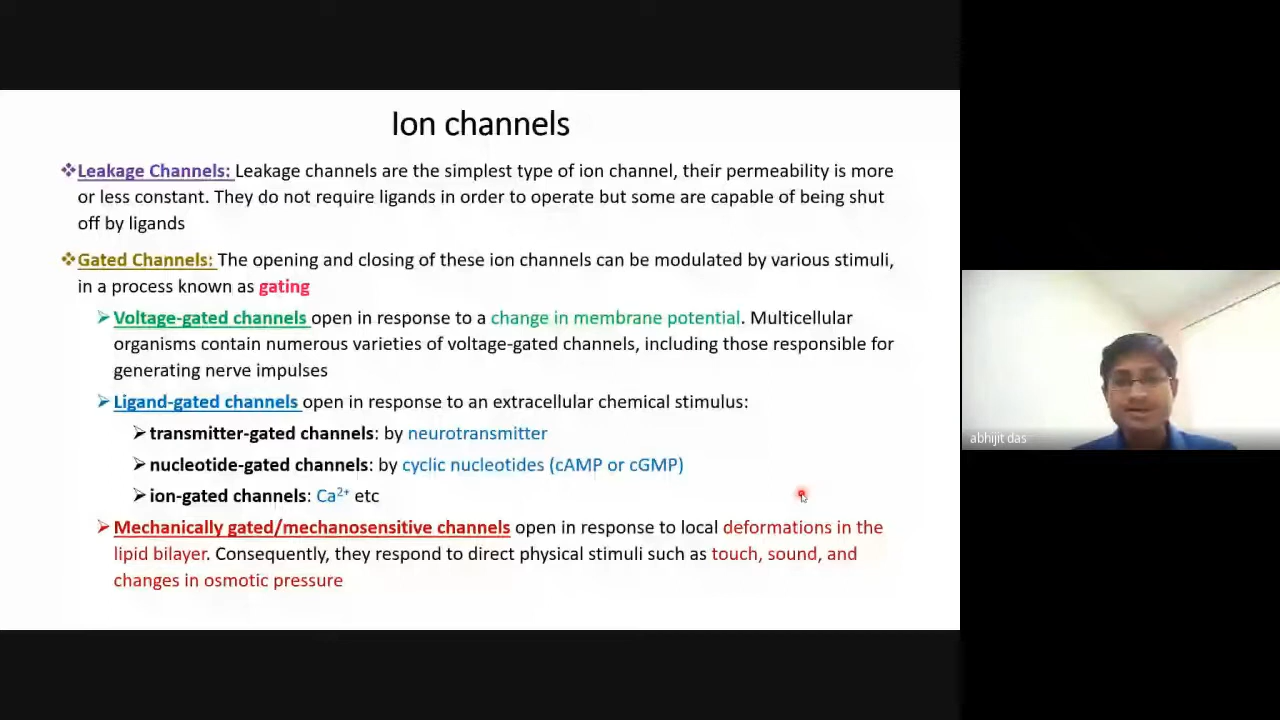 Ion channels
❖Leakage Channels: Leakage channels are the simplest type of ion channel, their permeability is more
or less constant. They do not require ligands in order to operate but some are capable of being shut
off by ligands
❖Gated Channels: The opening and closing of these ion channels can be modulated by various stimuli,
in a process known as gating
➢Voltage-gated channels open in response to a change in membrane potential. Multicellular
organisms contain numerous varieties of voltage-gated channels, including those responsible for
generating nerve impulses
➢Ligand-gated channels open in response to an extracellular chemical stimulus:
➢transmitter-gated channels: by neurotransmitter
➢nucleotide-gated channels: by cyclic nucleotides (cAMP or cGMP)
➢ion-gated channels: Ca²⁺ etc
➢Mechanically gated/mechanosensitive channels open in response to local deformations in the
lipid bilayer. Consequently, they respond to direct physical stimuli such as touch, sound, and
changes in osmotic pressure
abhijit das